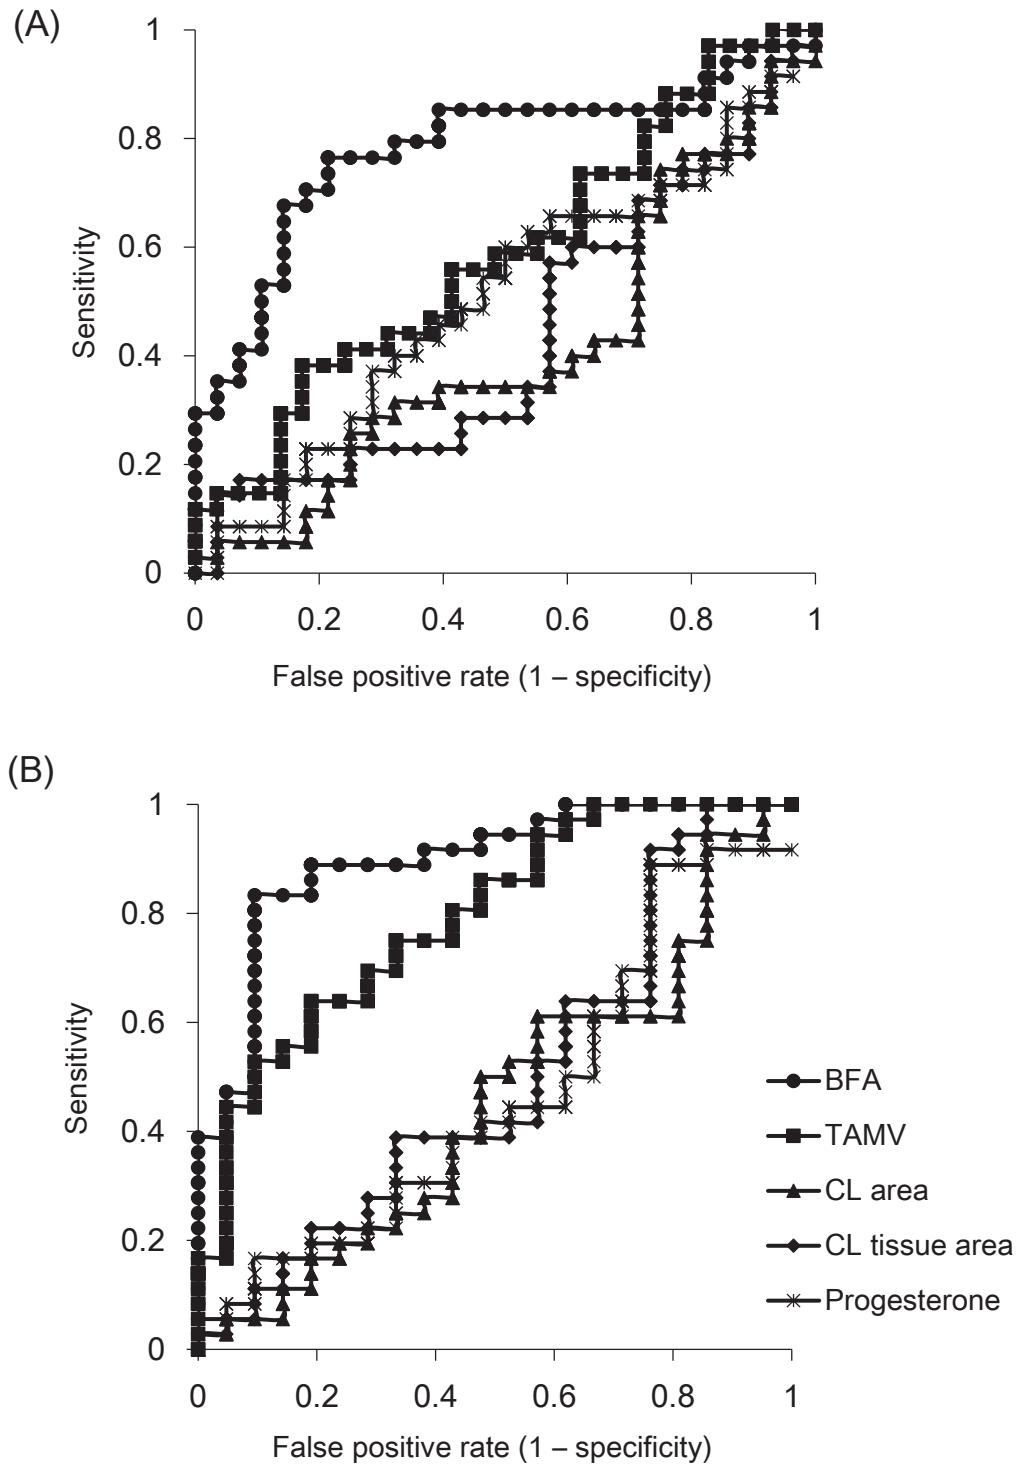 (A)
1
0.8
0.6
0.4
0.2
0
Sensitivity
0 0.2 0.4 0.6 0.8 1
False positive rate (1 – specificity)
(B)
1
0.8
0.6
0.4
0.2
0
Sensitivity
0 0.2 0.4 0.6 0.8 1
False positive rate (1 – specificity)
BFA
TAMV
CL area
CL tissue area
Progesterone